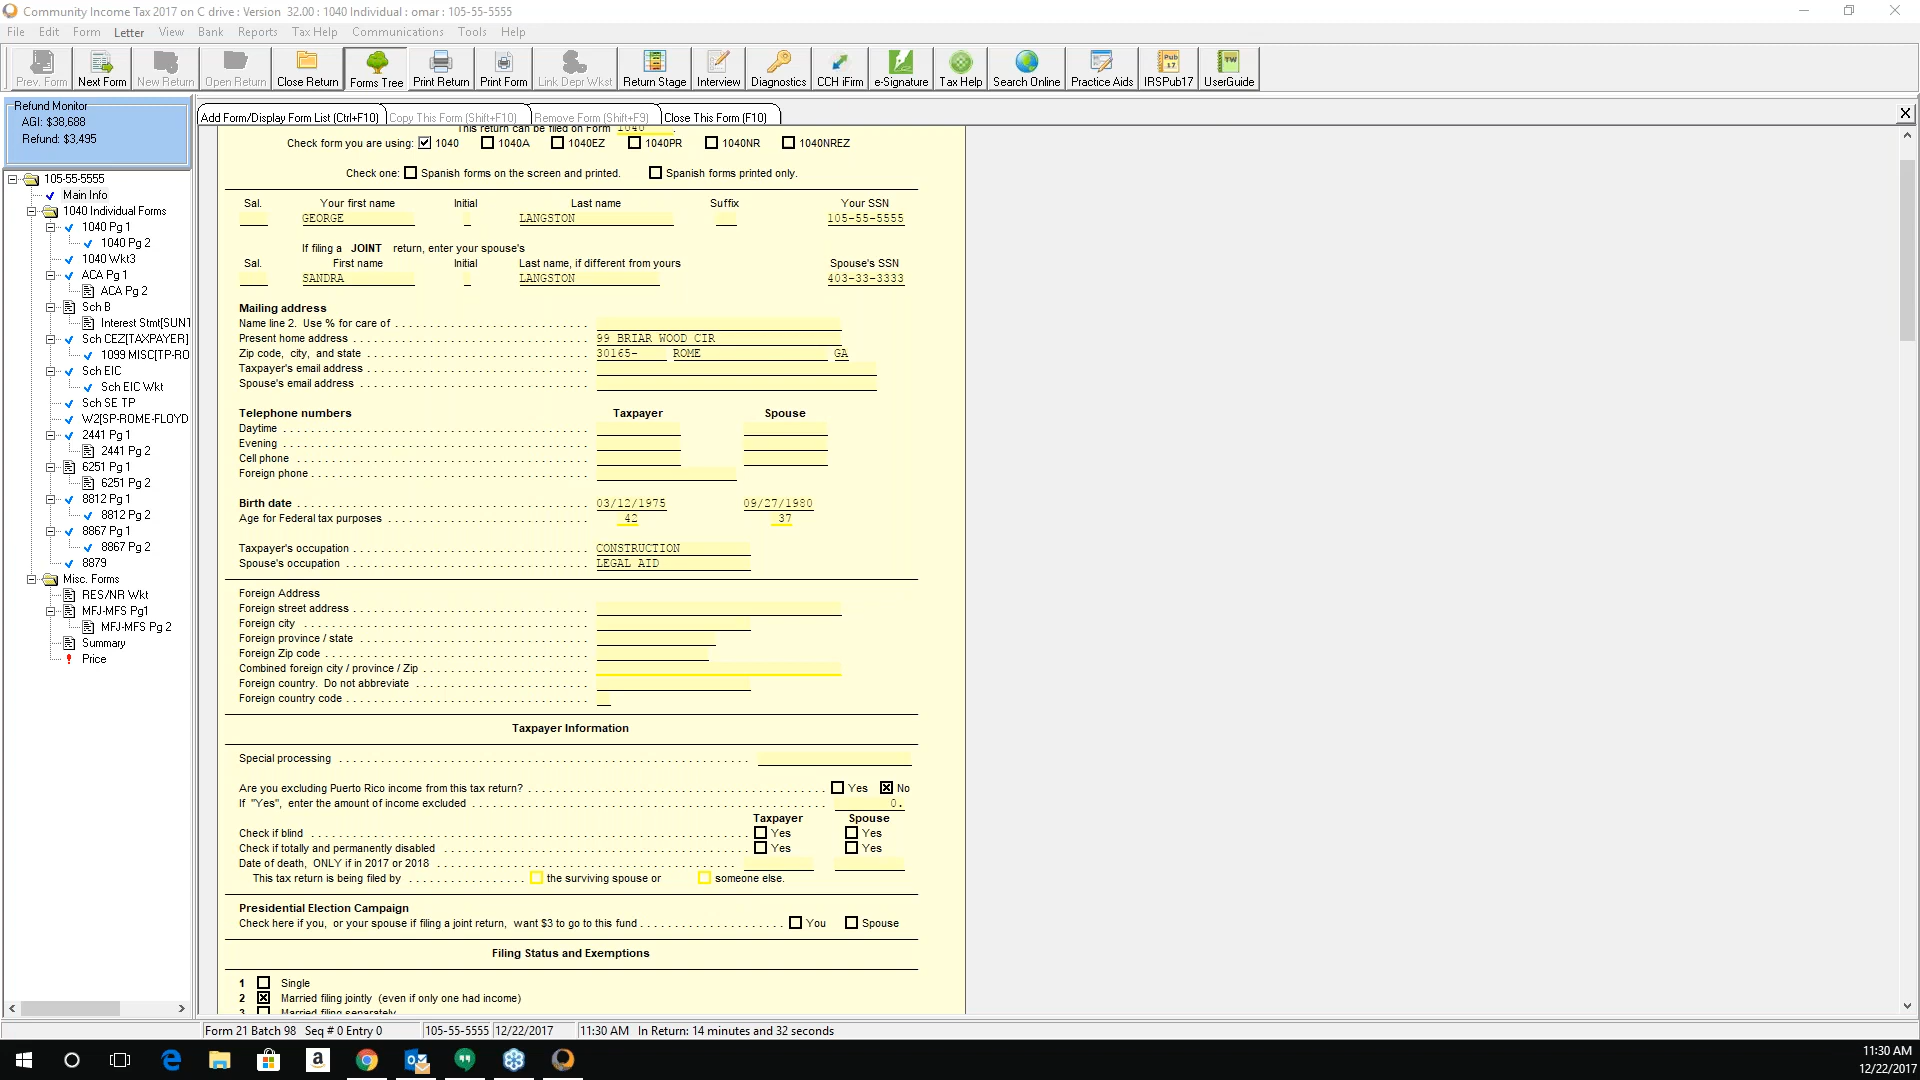 Community Income Tax 2017 on C drive : Version 32.00 : 1040 Individual : omar : 105-55-5555
File Edit Form Letter View Bank Reports Tax Help Communications Tools Help
Prev. Form Next Form New Return Open Return Close Return Forms Tree Print Return Print Form Link Depr Wkst Return Stage Interview Diagnostics CCH iFirm e-Signature Tax Help Search Online Practice Aids IRSPub17 UserGuide
Refund Monitor
AGI: $38,688
Refund: $3,495
105-55-5555
Main Info
1040 Individual Forms
1040 Pg 1
1040 Pg 2
1040 Wkt3
ACA Pg 1
ACA Pg 2
Sch B
Interest Stmt[SUNT
Sch CEZ[TAXPAYER]
1099 MISC[TP-RO
Sch EIC
Sch EIC Wkt
Sch SE TP
W2[SP-ROME-FLOYD
2441 Pg 1
2441 Pg 2
6251 Pg 1
6251 Pg 2
8812 Pg 1
8812 Pg 2
8867 Pg 1
8867 Pg 2
8879
Misc. Forms
RES/NR Wkt
MFJ-MFS Pg1
MFJ-MFS Pg 2
Summary
Price
Add Form/Display Form List (Ctrl+F10) Copy This Form (Shift+F10) Remove Form (Shift+F9) Close This Form (F10)
This return can be filed on Form 1040 .
Check form you are using: 1040 1040A 1040EZ 1040PR 1040NR 1040NREZ
Check one: Spanish forms on the screen and printed. Spanish forms printed only.
Sal. Your first name Initial Last name Suffix Your SSN
GEORGE LANGSTON 105-55-5555
If filing a JOINT return, enter your spouse's
Sal. First name Initial Last name, if different from yours Spouse's SSN
SANDRA LANGSTON 403-33-3333
Mailing address
Name line 2. Use % for care of
Present home address 99 BRIAR WOOD CIR
Zip code, city, and state 30165- ROME GA
Taxpayer's email address
Spouse's email address
Telephone numbers Taxpayer Spouse
Daytime
Evening
Cell phone
Foreign phone
Birth date 03/12/1975 09/27/1980
Age for Federal tax purposes 42 37
Taxpayer's occupation CONSTRUCTION
Spouse's occupation LEGAL AID
Foreign Address
Foreign street address
Foreign city
Foreign province / state
Foreign Zip code
Combined foreign city / province / Zip
Foreign country. Do not abbreviate
Foreign country code
Taxpayer Information
Special processing
Are you excluding Puerto Rico income from this tax return? Yes No
If "Yes", enter the amount of income excluded 0.
Taxpayer Spouse
Check if blind Yes Yes
Check if totally and permanently disabled Yes Yes
Date of death, ONLY if in 2017 or 2018
This tax return is being filed by the surviving spouse or someone else.
Presidential Election Campaign
Check here if you, or your spouse if filing a joint return, want $3 to go to this fund You Spouse
Filing Status and Exemptions
1 Single
2 Married filing jointly (even if only one had income)
3 Married filing separately
Form 21 Batch 98 Seq # 0 Entry 0 105-55-5555 12/22/2017 11:30 AM In Return: 14 minutes and 32 seconds
11:30 AM
12/22/2017